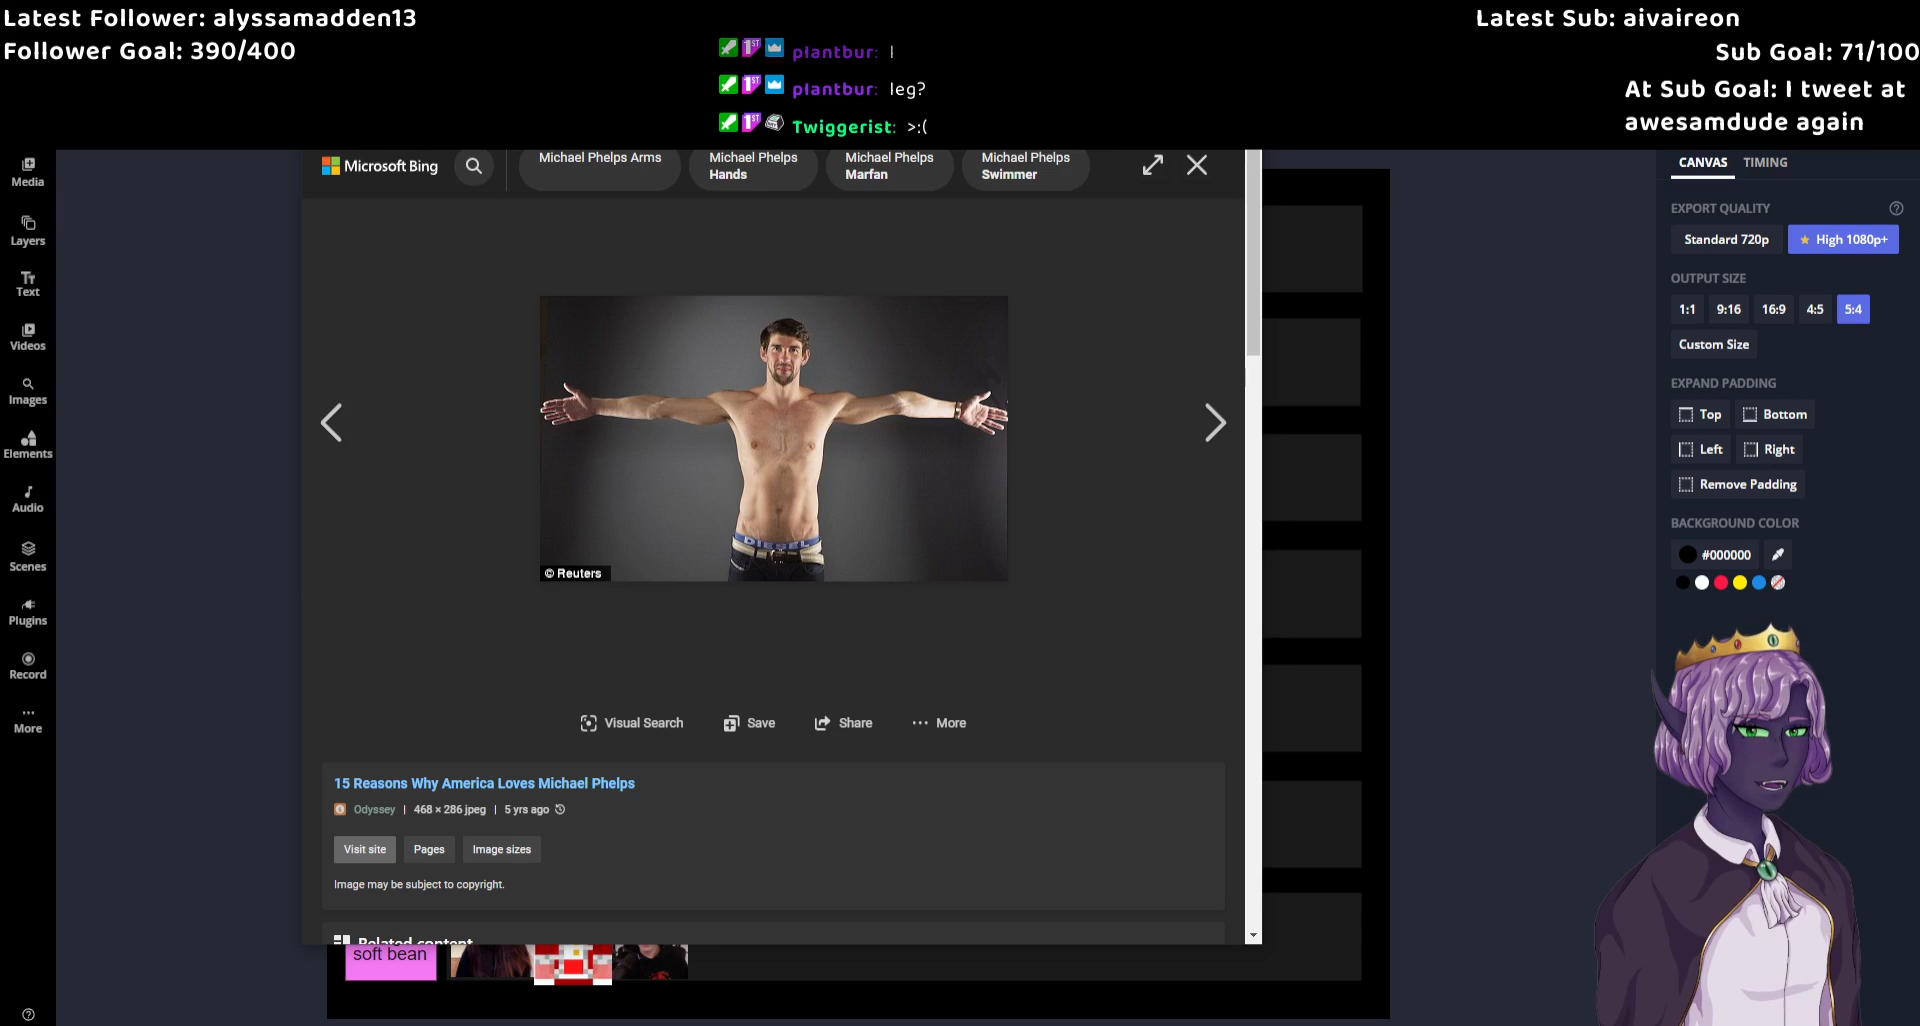 Latest Follower: alyssamadden13
Follower Goal: 390/400
plantbur: l
plantbur: leg?
Twiggerist: >:(
Latest Sub: aivaireon
Sub Goal: 71/100
At Sub Goal: I tweet at
awesamdude again
Media
Layers
Text
Videos
Images
Elements
Audio
Scenes
Plugins
Record
More
Microsoft Bing
Michael Phelps Arms
Michael Phelps
Hands
Michael Phelps
Marfan
Michael Phelps
Swimmer
DIESEL
© Reuters
Visual Search
Save
Share
More
15 Reasons Why America Loves Michael Phelps
Odyssey | 468 × 286 jpeg | 5 yrs ago
Visit site
Pages
Image sizes
Image may be subject to copyright.
Related content
soft bean
CANVAS
TIMING
EXPORT QUALITY
Standard 720p
High 1080p+
OUTPUT SIZE
1:1
9:16
16:9
4:5
5:4
Custom Size
EXPAND PADDING
Top
Bottom
Left
Right
Remove Padding
BACKGROUND COLOR
#000000